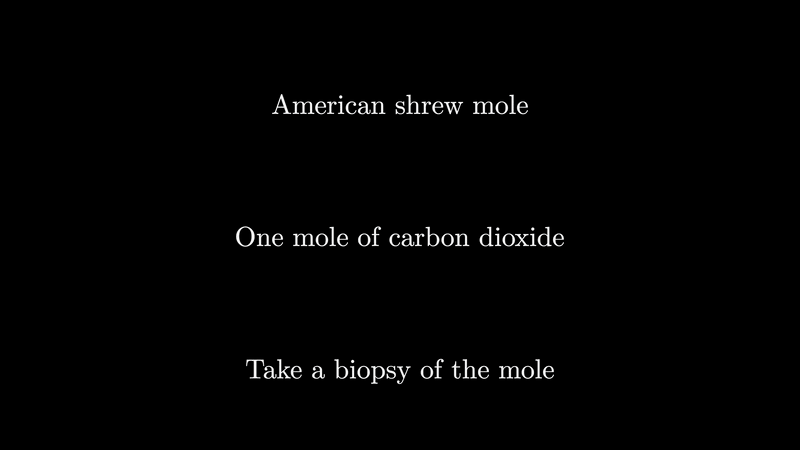 American shrew mole
One mole of carbon dioxide
Take a biopsy of the mole